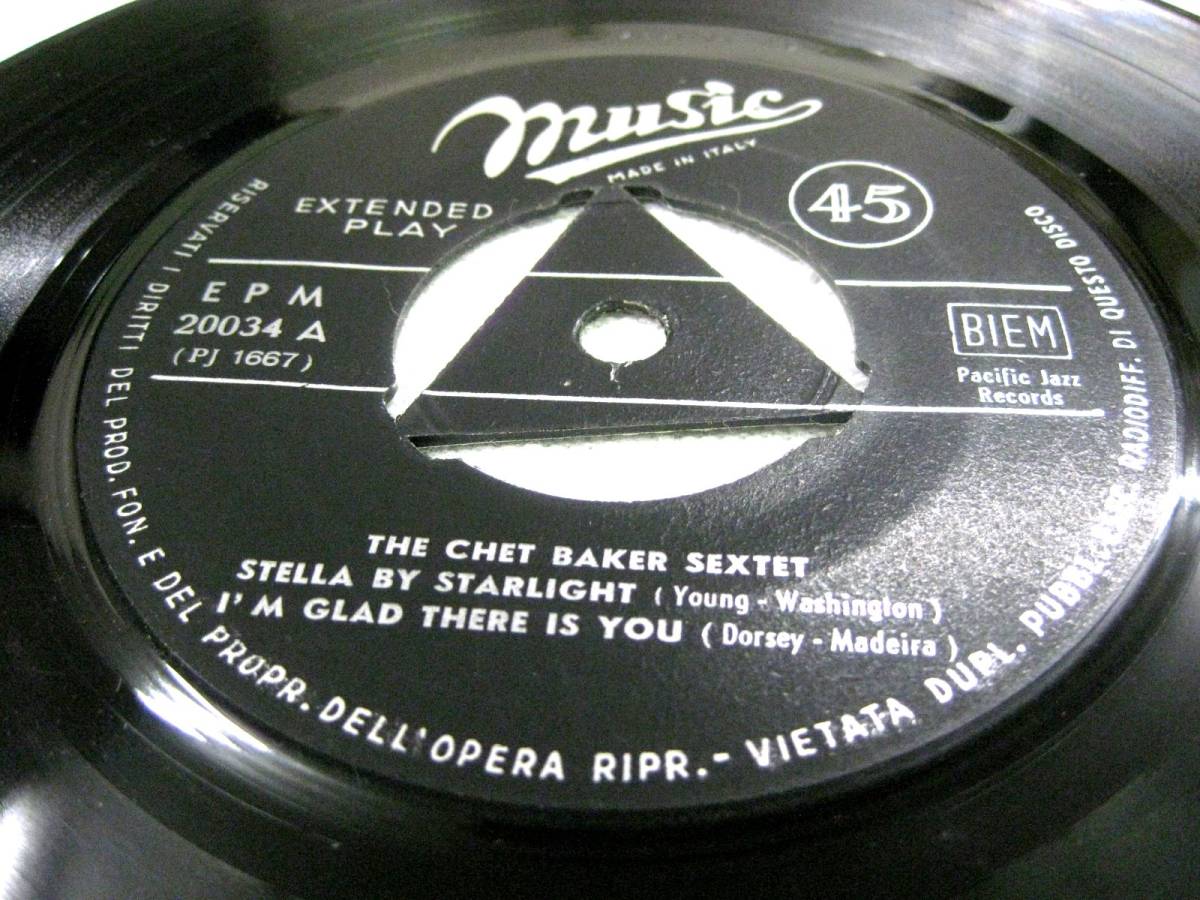 Music
MADE IN ITALY
EXTENDED
PLAY
45
EPM
20034 A
(PJ 1667)
BIEM
Pacific Jazz
Records
THE CHET BAKER SEXTET
STELLA BY STARLIGHT (Young - Washington)
I'M GLAD THERE IS YOU (Dorsey - Madeira)
RISERVATI I DIRITTI DEL PROD. FON. E DEL PROPR. DELL'OPERA RIPR. - VIETATA DUPL. RADIODIFF. DI QUESTO DISCO